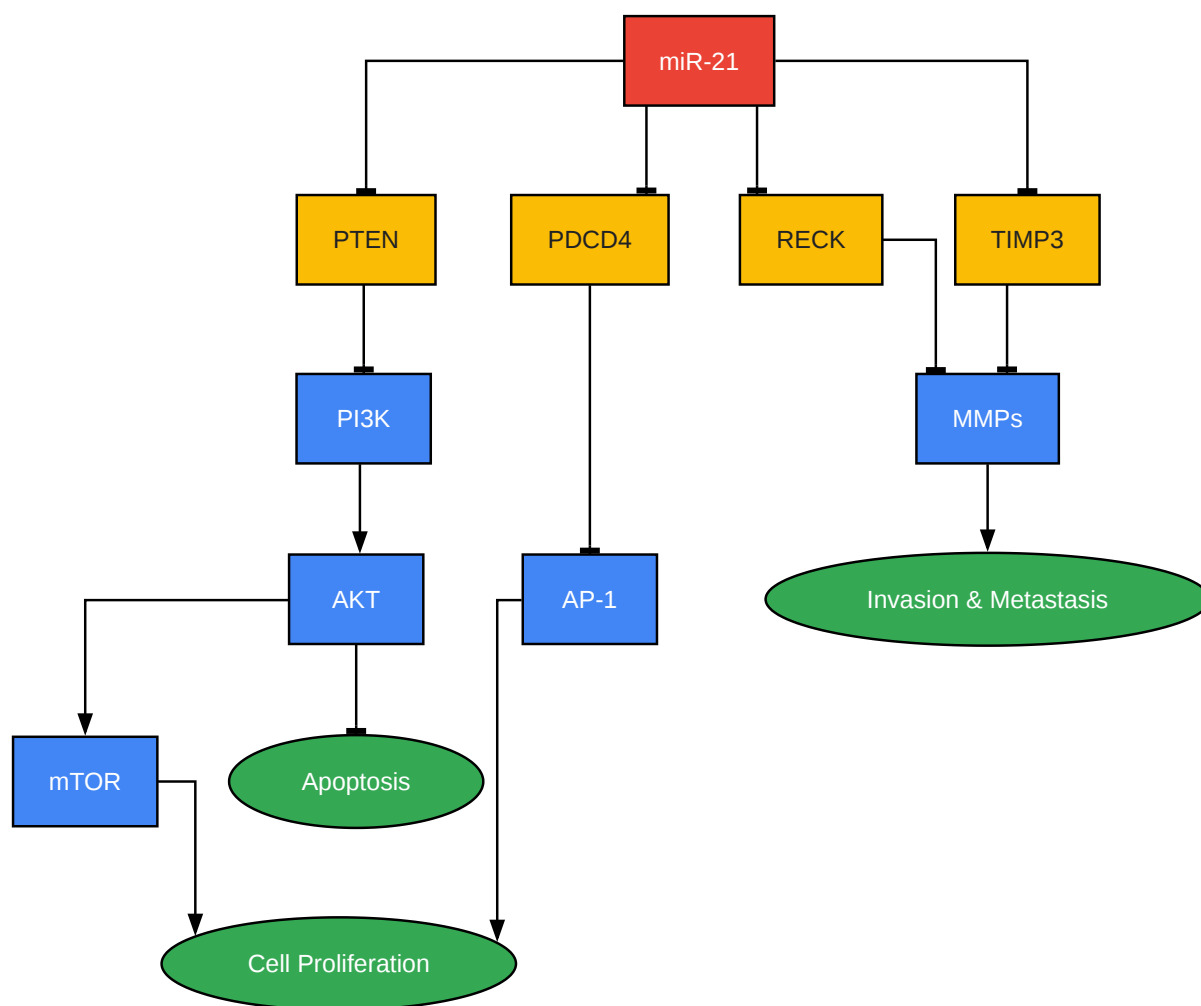 miR-21
PTEN
PDCD4
RECK
TIMP3
PI3K
MMPs
AKT
AP-1
Invasion & Metastasis
mTOR
Apoptosis
Cell Proliferation